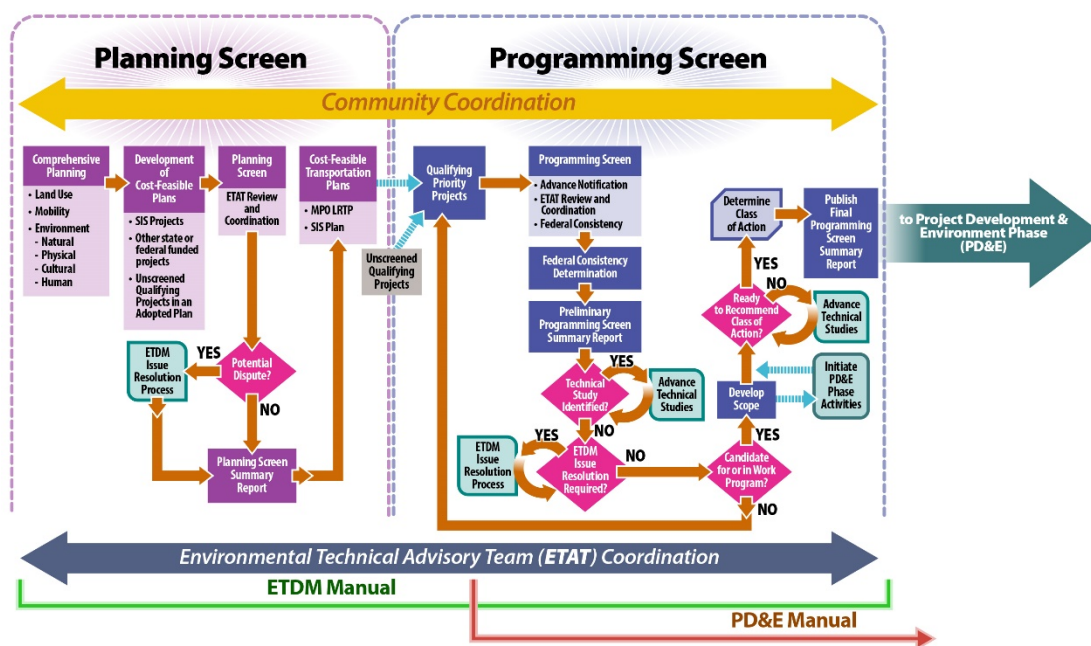 Planning Screen
Programming Screen
Community Coordination
Comprehensive
Planning
• Land Use
• Mobility
• Environment
- Natural
- Physical
- Cultural
- Human
Development
of
Cost-Feasible
Plans
• SIS Projects
• Other state or
federal funded
projects
• Unscreened
Qualifying
Projects in an
Adopted Plan
Planning
Screen
ETAT Review
and
Coordination
Cost-Feasible
Transportation
Plans
• MPO LRTP
• SIS Plan
Potential
Dispute?
YES
NO
ETDM
Issue
Resolution
Process
Planning Screen
Summary
Report
Qualifying
Priority
Projects
Unscreened
Qualifying
Projects
Programming Screen
• Advance Notification
• ETAT Review and
Coordination
• Federal Consistency
Federal Consistency
Determination
Preliminary
Programming Screen
Summary Report
Technical
Study
Identified?
YES
NO
Advance
Technical
Studies
ETDM
Issue
Resolution
Required?
YES
NO
ETDM
Issue
Resolution
Process
Candidate
for or in Work
Program?
YES
NO
Develop
Scope
Initiate
PD&E
Phase
Activities
Ready
to Recommend
Class of
Action?
YES
NO
Advance
Technical
Studies
Determine
Class
of Action
Publish
Final
Programming
Screen
Summary
Report
to Project Development &
Environment Phase
(PD&E)
Environmental Technical Advisory Team (ETAT) Coordination
ETDM Manual
PD&E Manual